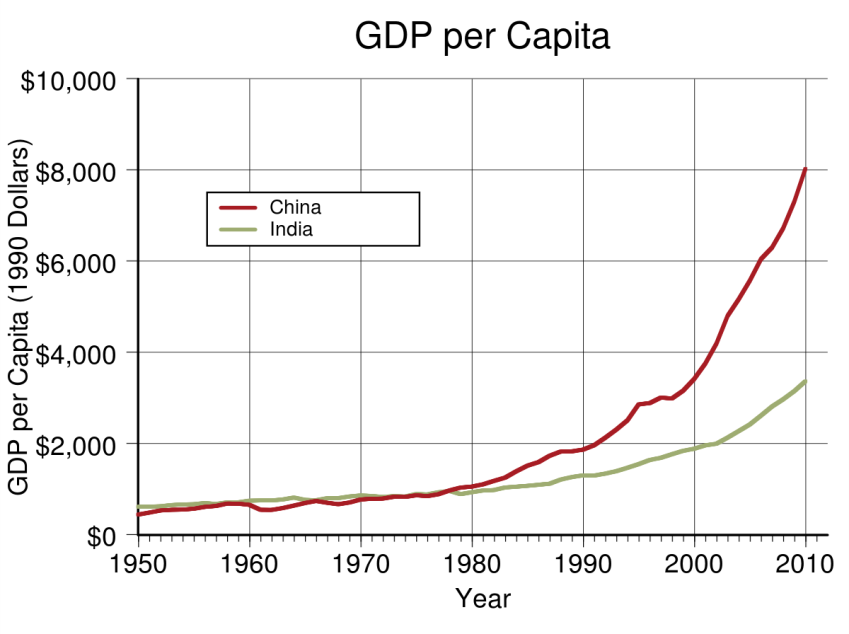 GDP per Capita
GDP per Capita (1990 Dollars)
$10,000
$8,000
$6,000
$4,000
$2,000
$0
China
India
1950 1960 1970 1980 1990 2000 2010
Year